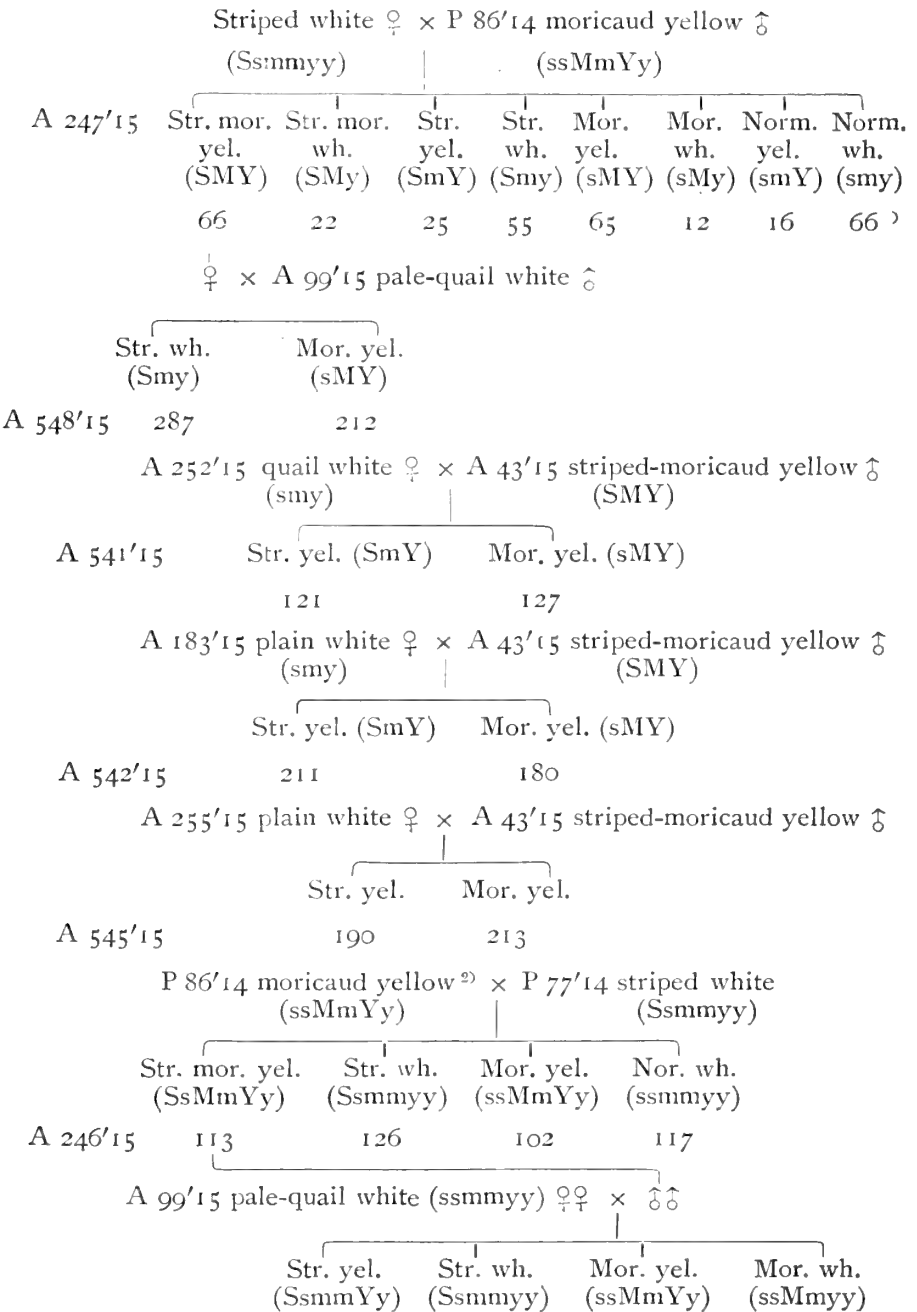 Striped white ♀ × P 86′14 moricaud yellow ♂
(Ssmmyy) (ssMmYy)
A 247′15 Str. mor. Str. mor. Str. Str. Mor. Mor. Norm. Norm.
yel. wh. yel. wh. yel. wh. yel. wh.
(SMY) (SMy) (SmY) (Smy) (sMY) (sMy) (smY) (smy)
66 22 25 55 65 12 16 66 )
♀ × A 99′15 pale-quail white ♂
Str. wh. Mor. yel.
(Smy) (sMY)
A 548′15 287 212
A 252′15 quail white ♀ × A 43′15 striped-moricaud yellow ♂
(smy) (SMY)
A 541′15 Str. yel. (SmY) Mor. yel. (sMY)
121 127
A 183′15 plain white ♀ × A 43′15 striped-moricaud yellow ♂
(smy) (SMY)
Str. yel. (SmY) Mor. yel. (sMY)
A 542′15 211 180
A 255′15 plain white ♀ × A 43′15 striped-moricaud yellow ♂
Str. yel. Mor. yel.
A 545′15 190 213
P 86′14 moricaud yellow ²⁾ × P 77′14 striped white
(ssMmYy) (Ssmmyy)
Str. mor. yel. Str. wh. Mor. yel. Nor. wh.
(SsMmYy) (Ssmmyy) (ssMmYy) (ssmmyy)
A 246′15 113 126 102 117
A 99′15 pale-quail white (ssmmyy) ♀♀ × ♂♂
Str. yel. Str. wh. Mor. yel. Mor. wh.
(SsmmYy) (Ssmmyy) (ssMmYy) (ssMmyy)